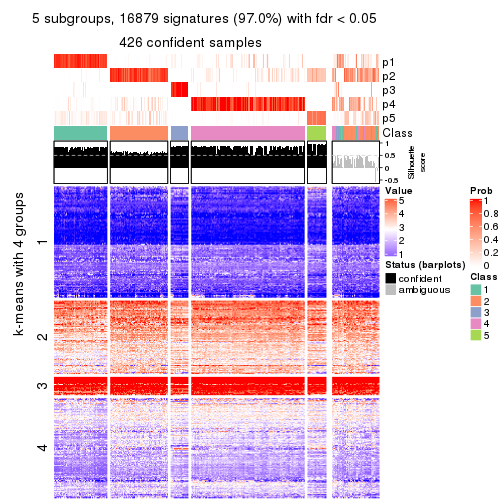 5 subgroups, 16879 signatures (97.0%) with fdr < 0.05
426 confident samples
p1
p2
p3
p4
p5
Class
1
0.5
0
-0.5
Silhouette
score
k-means with 4 groups
1
2
3
4
Value
5
4
3
2
1
Status (barplots)
confident
ambiguous
Prob
1
0.8
0.6
0.4
0.2
0
Class
1
2
3
4
5